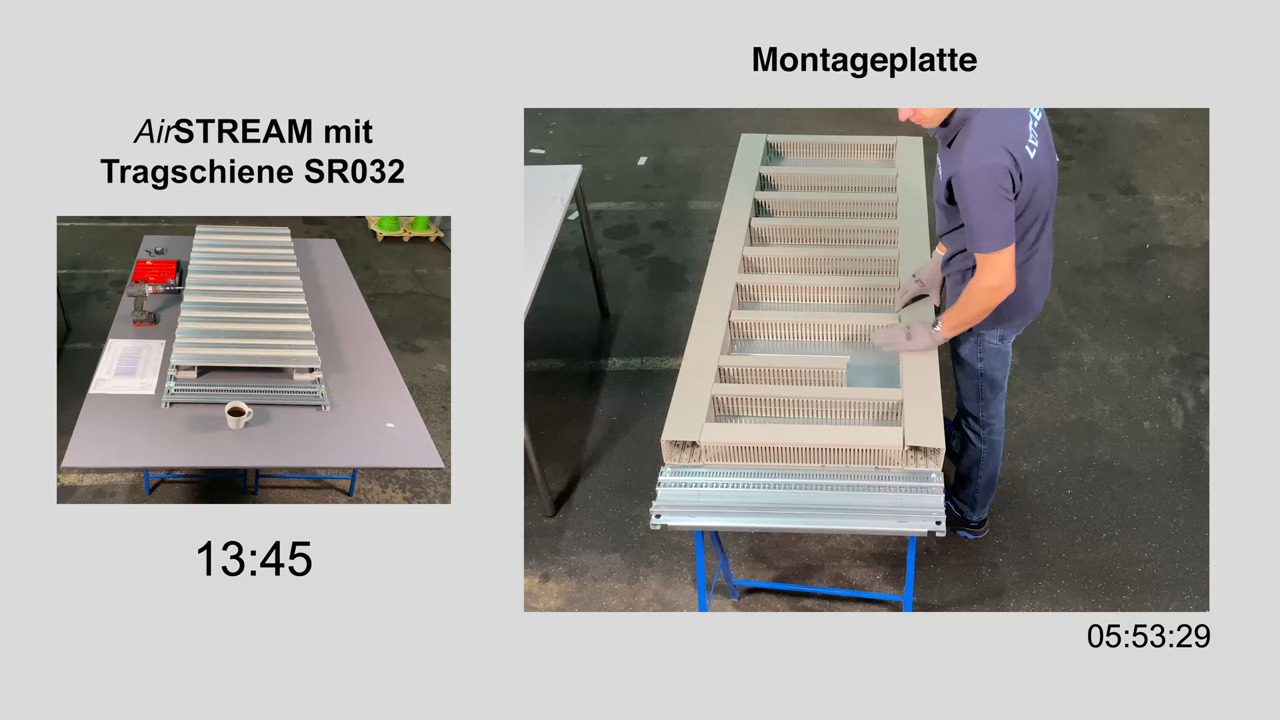 Montageplatte
AirSTREAM mit
Tragschiene SR032
13:45
05:53:29